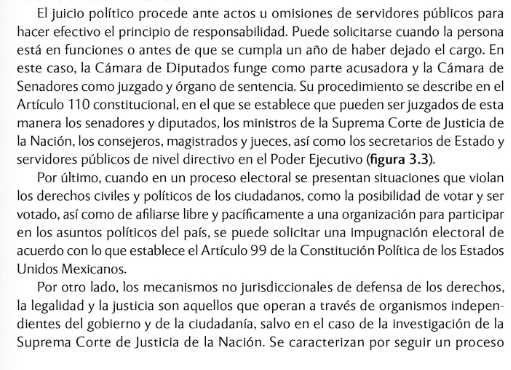 El juicio político procede ante actos u omisiones de servidores públicos para
hacer efectivo el principio de responsabilidad. Puede solicitarse cuando la persona
está en funciones o antes de que se cumpla un año de haber dejado el cargo. En
este caso, la Cámara de Diputados funge como parte acusadora y la Cámara de
Senadores como juzgado y órgano de sentencia. Su procedimiento se describe en el
Artículo 110 constitucional, en el que se establece que pueden ser juzgados de esta
manera los senadores y diputados, los ministros de la Suprema Corte de Justicia de
la Nación, los consejeros, magistrados y jueces, así como los secretarios de Estado y
servidores públicos de nivel directivo en el Poder Ejecutivo (figura 3.3).
Por último, cuando en un proceso electoral se presentan situaciones que violan
los derechos civiles y políticos de los ciudadanos, como la posibilidad de votar y ser
votado, así como de afiliarse libre y pacíficamente a una organización para participar
en los asuntos políticos del país, se puede solicitar una impugnación electoral de
acuerdo con lo que establece el Artículo 99 de la Constitución Política de los Estados
Unidos Mexicanos.
Por otro lado, los mecanismos no jurisdiccionales de defensa de los derechos,
la legalidad y la justicia son aquellos que operan a través de organismos indepen-
dientes del gobierno y de la ciudadanía, salvo en el caso de la investigación de la
Suprema Corte de Justicia de la Nación. Se caracterizan por seguir un proceso